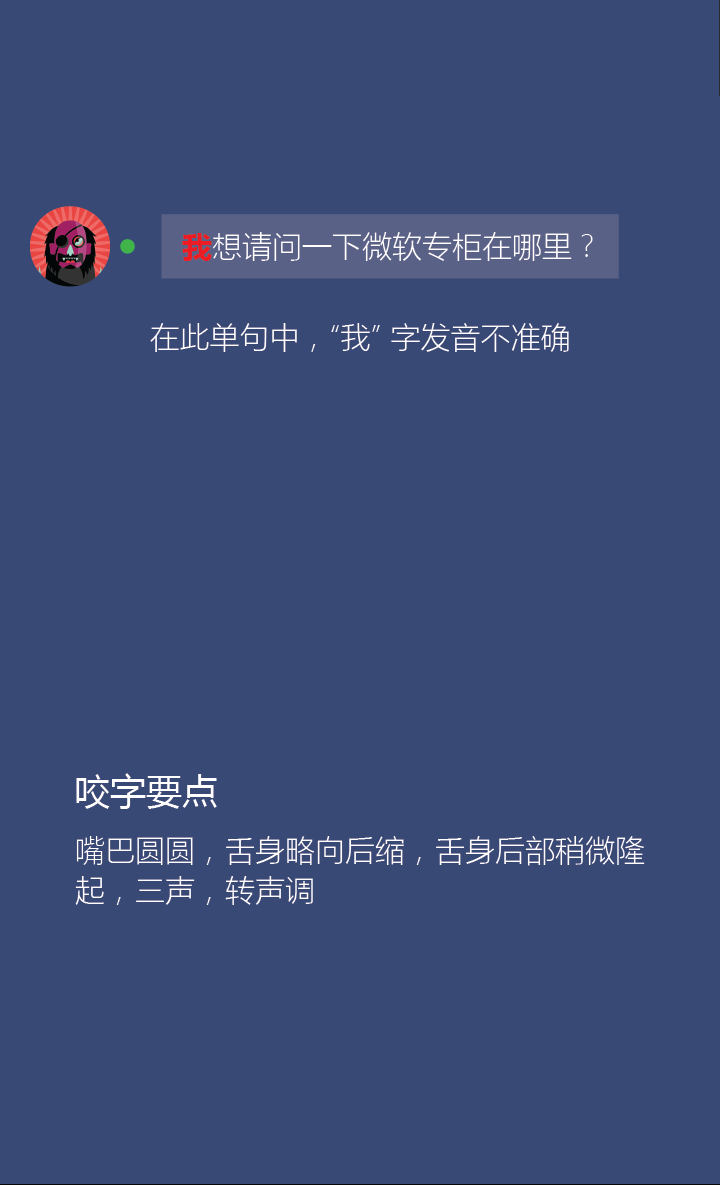 我想请问一下微软专柜在哪里？
在此单句中，“我” 字发音不准确
咬字要点
嘴巴圆圆，舌身略向后缩，舌身后部稍微隆
起，三声，转声调